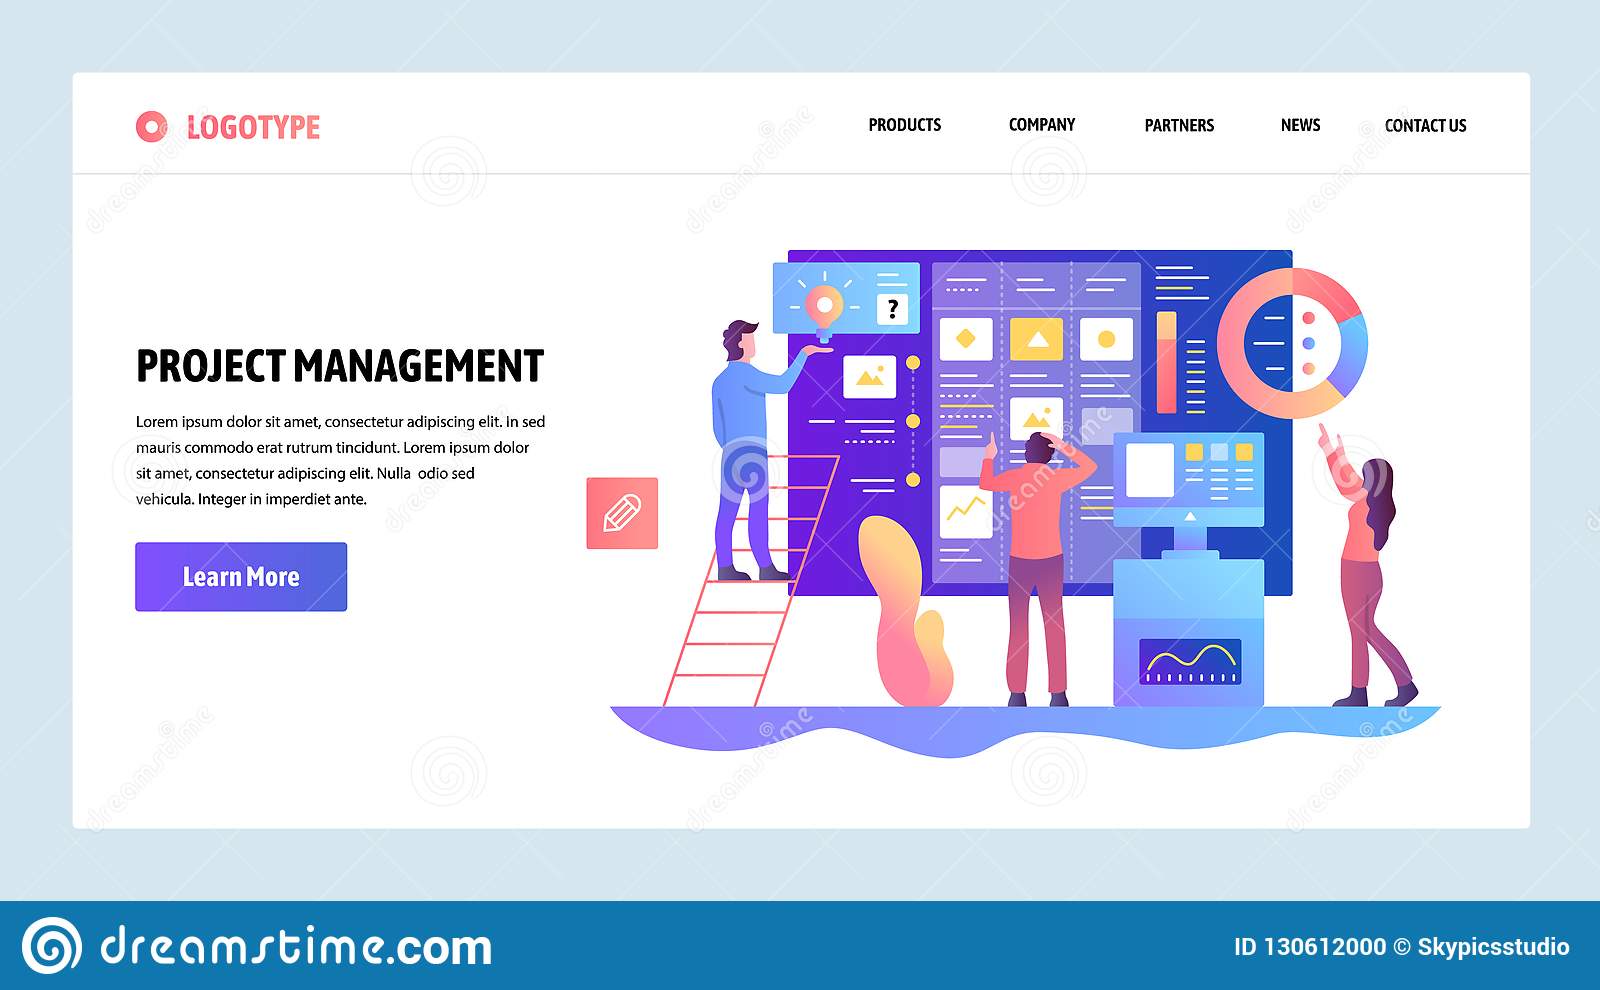 LOGOTYPE
PRODUCTS COMPANY PARTNERS NEWS CONTACT US
?
PROJECT MANAGEMENT
Lorem ipsum dolor sit amet, consectetur adipiscing elit. In sed
mauris commodo erat rutrum tincidunt. Lorem ipsum dolor
sit amet, consectetur adipiscing elit. Nulla odio sed
vehicula. Integer in imperdiet ante.
Learn More
dreamstime.com
ID 130612000 © Skypicsstudio